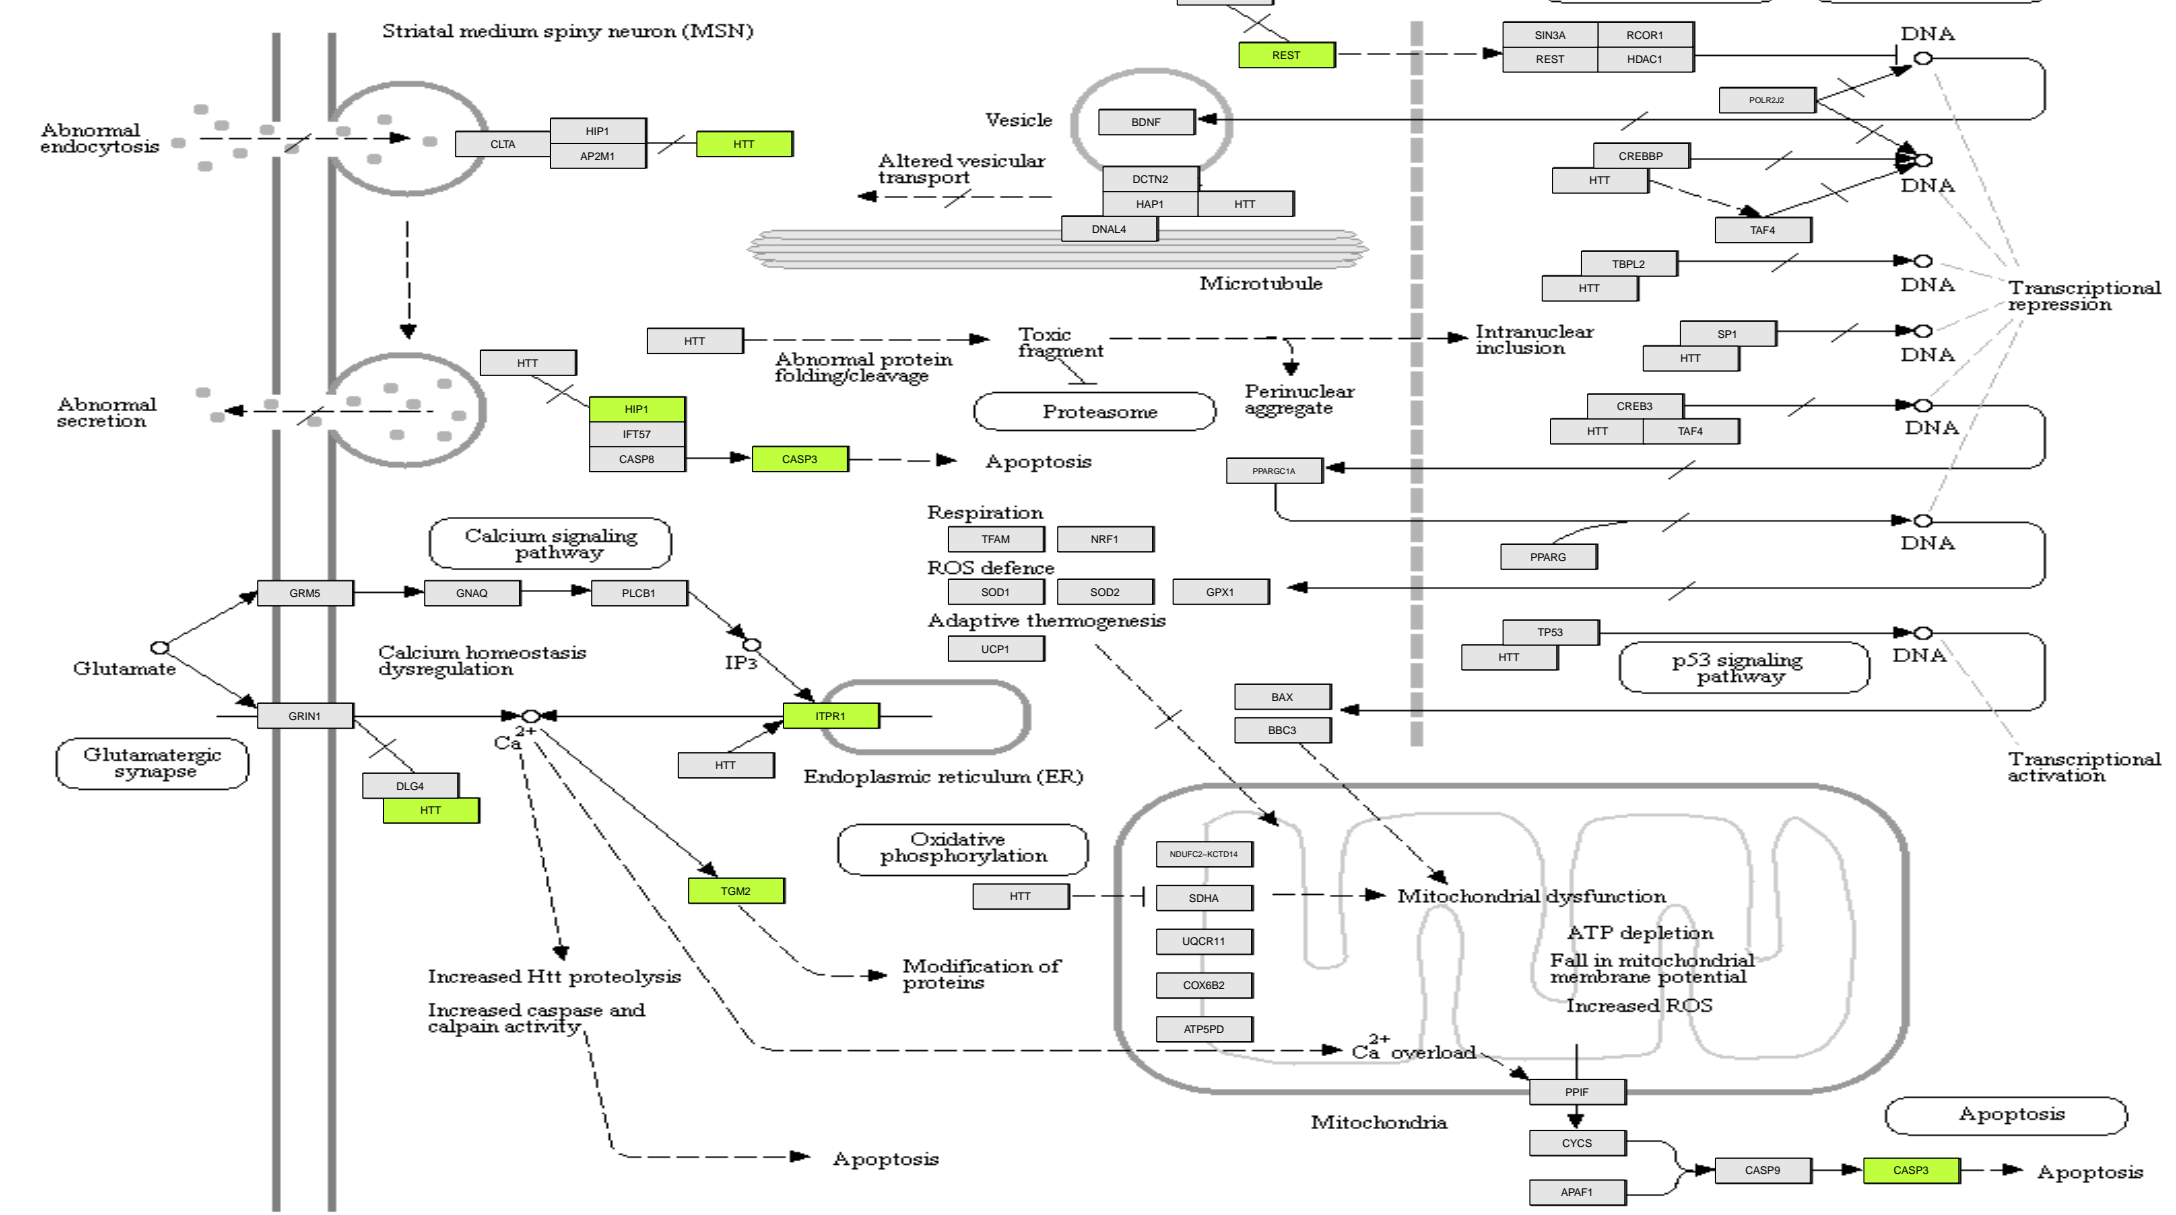 Striatal medium spiny neuron (MSN)
REST
SIN3A
RCOR1
REST
HDAC1
DNA
POLR2J2
Abnormal
endocytosis
CLTA
HIP1
AP2M1
HTT
Vesicle
BDNF
Altered vesicular
transport
DCTN2
HAP1
HTT
DNAL4
Microtubule
CREBBP
HTT
DNA
TAF4
TBPL2
HTT
DNA
Transcriptional
repression
SP1
HTT
DNA
HTT
Abnormal protein
folding/cleavage
Toxic
fragment
Intranuclear
inclusion
Perinuclear
aggregate
Proteasome
HTT
HIP1
IFT57
CASP8
CASP3
Apoptosis
Abnormal
secretion
CREB3
HTT
TAF4
DNA
PPARGC1A
Respiration
TFAM
NRF1
ROS defence
SOD1
SOD2
GPX1
Adaptive thermogenesis
UCP1
PPARG
DNA
Calcium signaling
pathway
GRM5
GNAQ
PLCB1
Glutamate
Calcium homeostasis
dysregulation
IP3
TP53
HTT
DNA
p53 signaling
pathway
BAX
BBC3
GRIN1
Ca2+
ITPR1
HTT
Endoplasmic reticulum (ER)
Glutamatergic
synapse
DLG4
HTT
Transcriptional
activation
Oxidative
phosphorylation
NDUFC2-KCTD14
HTT
SDHA
Mitochondrial dysfunction
UQCR11
ATP depletion
Fall in mitochondrial
membrane potential
COX6B2
Increased ROS
ATP5PD
TGM2
Increased Htt proteolysis
Modification of
proteins
Increased caspase and
calpain activity
Ca2+ overload
PPIF
Mitochondria
Apoptosis
CYCS
Apoptosis
CASP9
CASP3
Apoptosis
APAF1